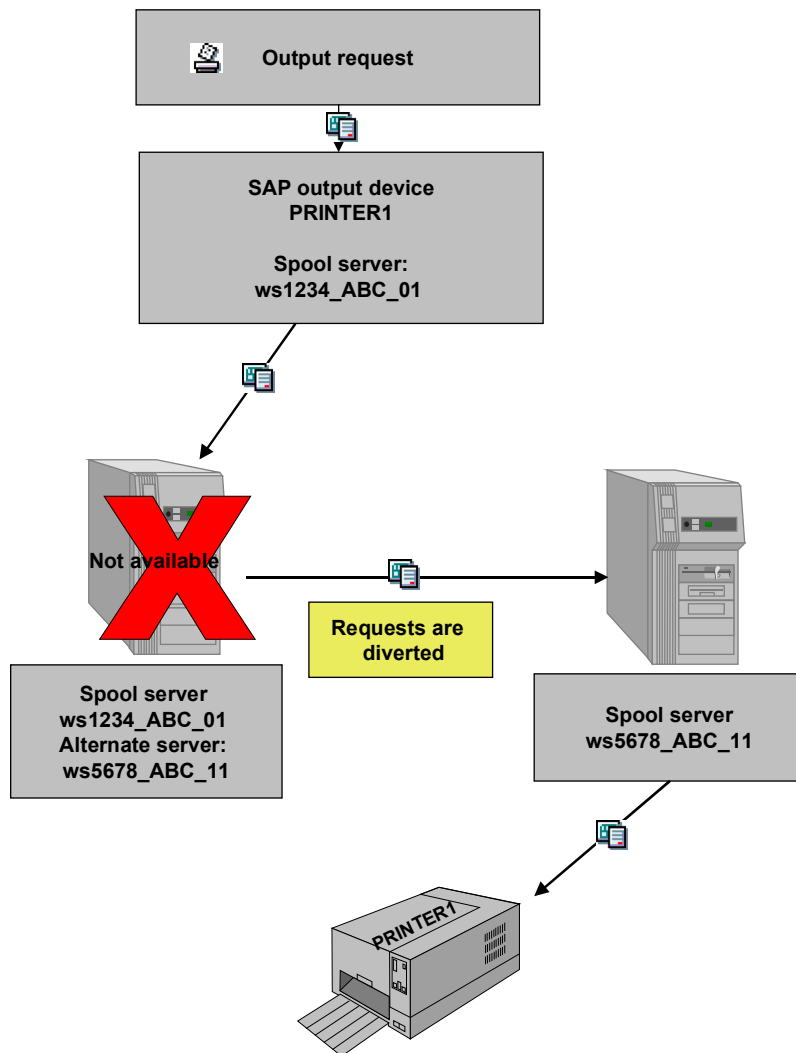 Output request
SAP output device
PRINTER1
Spool server:
ws1234_ABC_01
Not available
Requests are
diverted
Spool server
ws1234_ABC_01
Alternate server:
ws5678_ABC_11
Spool server
ws5678_ABC_11
PRINTER1